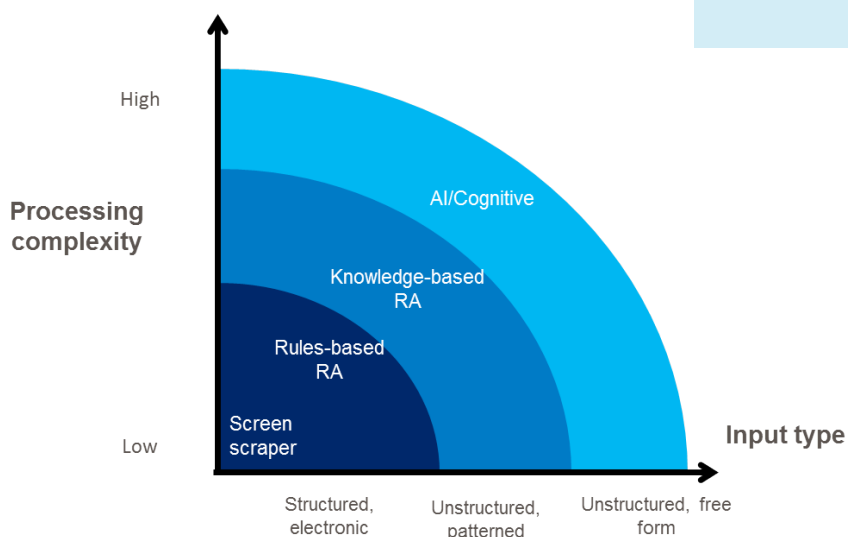 High
AI/Cognitive
Processing
complexity
Knowledge-based
RA
Rules-based
RA
Screen
scraper
Low
Input type
Structured,
electronic
Unstructured,
patterned
Unstructured, free
form